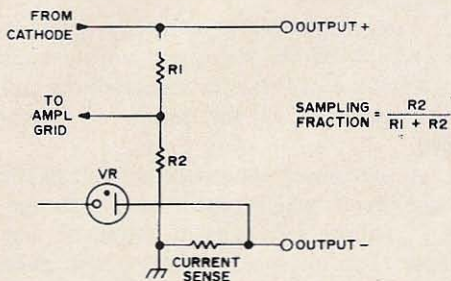 FROM
CATHODE
OUTPUT+
R1
TO
AMPL
GRID
SAMPLING
FRACTION = R2
R1 + R2
R2
VR
OUTPUT-
CURRENT
SENSE